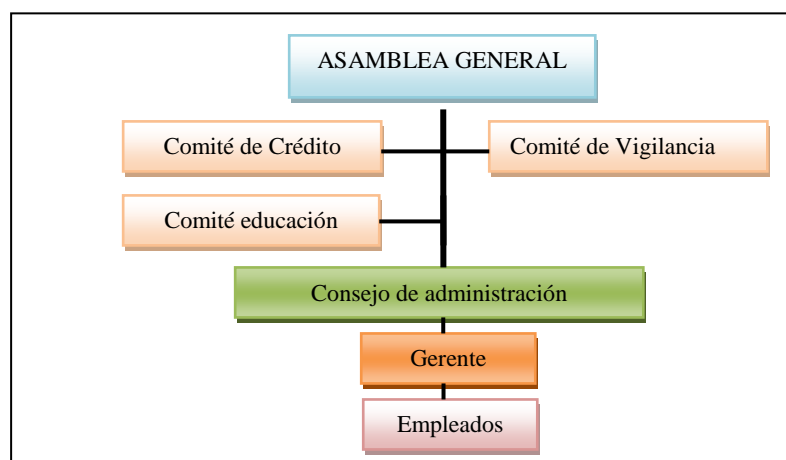 ASAMBLEA GENERAL
Comité de Crédito
Comité de Vigilancia
Comité educación
Consejo de administración
Gerente
Empleados